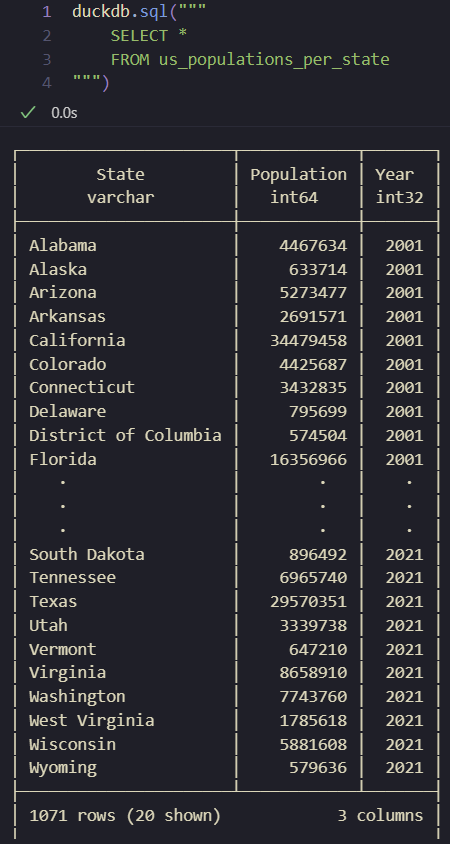 1 duckdb.sql("""
2 SELECT *
3 FROM us_populations_per_state
4 """)
0.0s
State Population Year
varchar int64 int32
Alabama 4467634 2001
Alaska 633714 2001
Arizona 5273477 2001
Arkansas 2691571 2001
California 34479458 2001
Colorado 4425687 2001
Connecticut 3432835 2001
Delaware 795699 2001
District of Columbia 574504 2001
Florida 16356966 2001
· · ·
· · ·
· · ·
South Dakota 896492 2021
Tennessee 6965740 2021
Texas 29570351 2021
Utah 3339738 2021
Vermont 647210 2021
Virginia 8658910 2021
Washington 7743760 2021
West Virginia 1785618 2021
Wisconsin 5881608 2021
Wyoming 579636 2021
1071 rows (20 shown) 3 columns